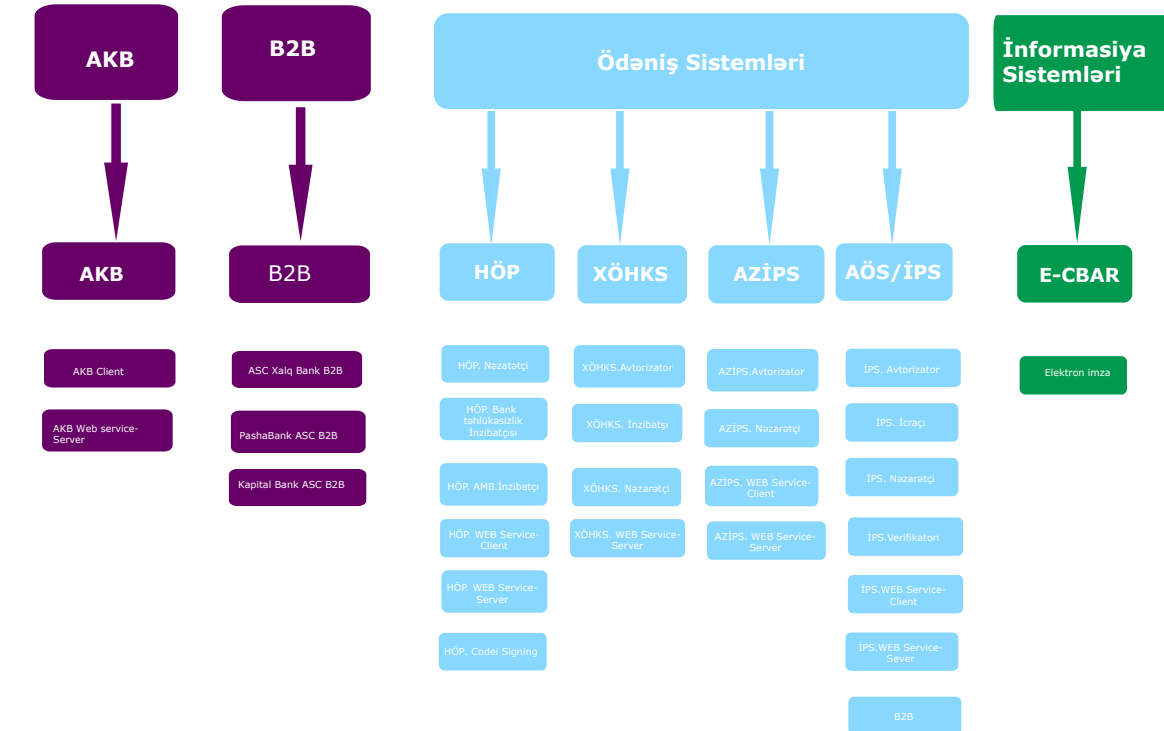 AKB
B2B
Ödəniş Sistemləri
İnformasiya
Sistemləri
AKB
B2B
HÖP
XÖHKS
AZİPS
AÖS/İPS
E-CBAR
AKB Client
AKB Web service-
Server
ASC Xalq Bank B2B
PashaBank ASC B2B
Kapital Bank ASC B2B
HÖP. Nəzatətçi
HÖP. Bank
təhlükəsizlik
İnzibatçısı
HÖP. AMB.İnzibatçı
HÖP. WEB Service-
Client
HÖP. WEB Service-
Server
HÖP. Codei Signing
XÖHKS.Avtorizator
XÖHKS. İnzibatşı
XÖHKS. Nəzarətçi
XÖHKS. WEB Service-
Server
AZİPS.Avtorizator
AZİPS. Nəzarətçi
AZİPS. WEB Service-
Client
AZİPS. WEB Service-
Server
İPS. Avtorizator
İPS. İcraçı
İPS. Nəzarətçi
İPS.Verifikatori
İPS.WEB Service-
Client
İPS.WEB Service-
Sever
B2B
Elektron imza